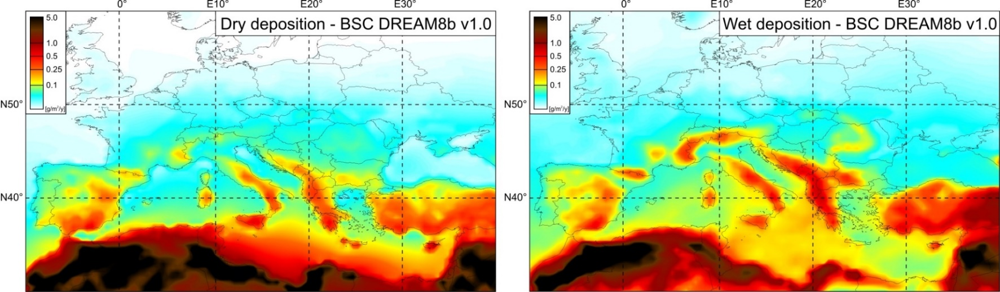 0° E10° E20° E30°
Dry deposition - BSC DREAM8b v1.0
5.0
1.0
0.5
0.25
0.1
[g/m²/y]
N50°
N40°
0° E10° E20° E30°
Wet deposition - BSC DREAM8b v1.0
5.0
1.0
0.5
0.25
0.1
[g/m²/y]
N50°
N40°